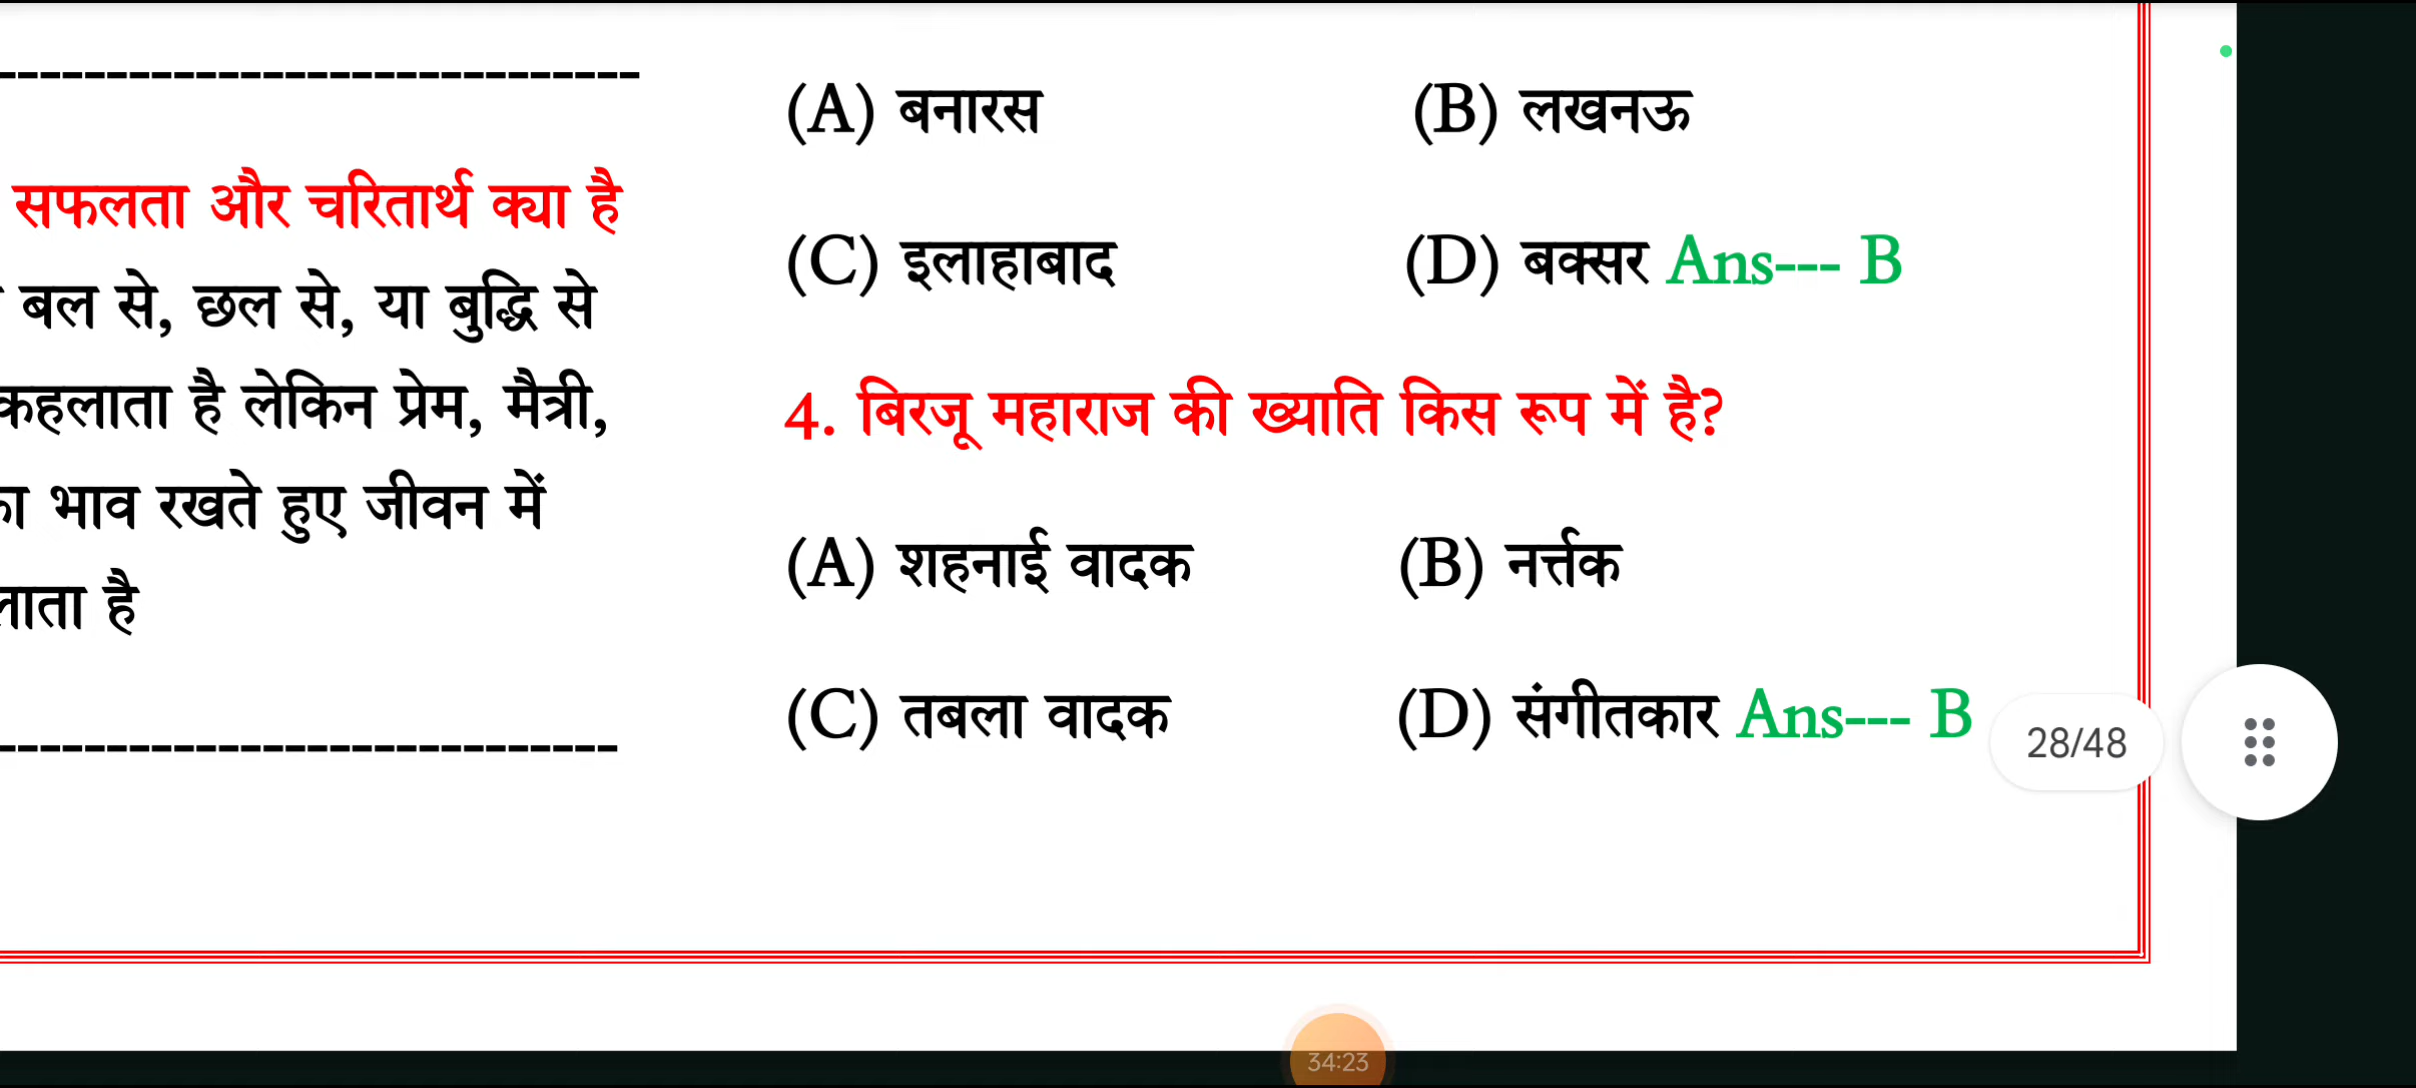 सफलता और चरितार्थ क्या है
बल से, छल से, या बुद्धि से
कहलाता है लेकिन प्रेम, मैत्री,
भाव रखते हुए जीवन में
है
(A) बनारस (B) लखनऊ
(C) इलाहाबाद (D) बक्सर Ans--- B
4. बिरजू महाराज की ख्याति किस रूप में है?
(A) शहनाई वादक (B) नर्त्तक
(C) तबला वादक (D) संगीतकार Ans--- B
28/48
34:23